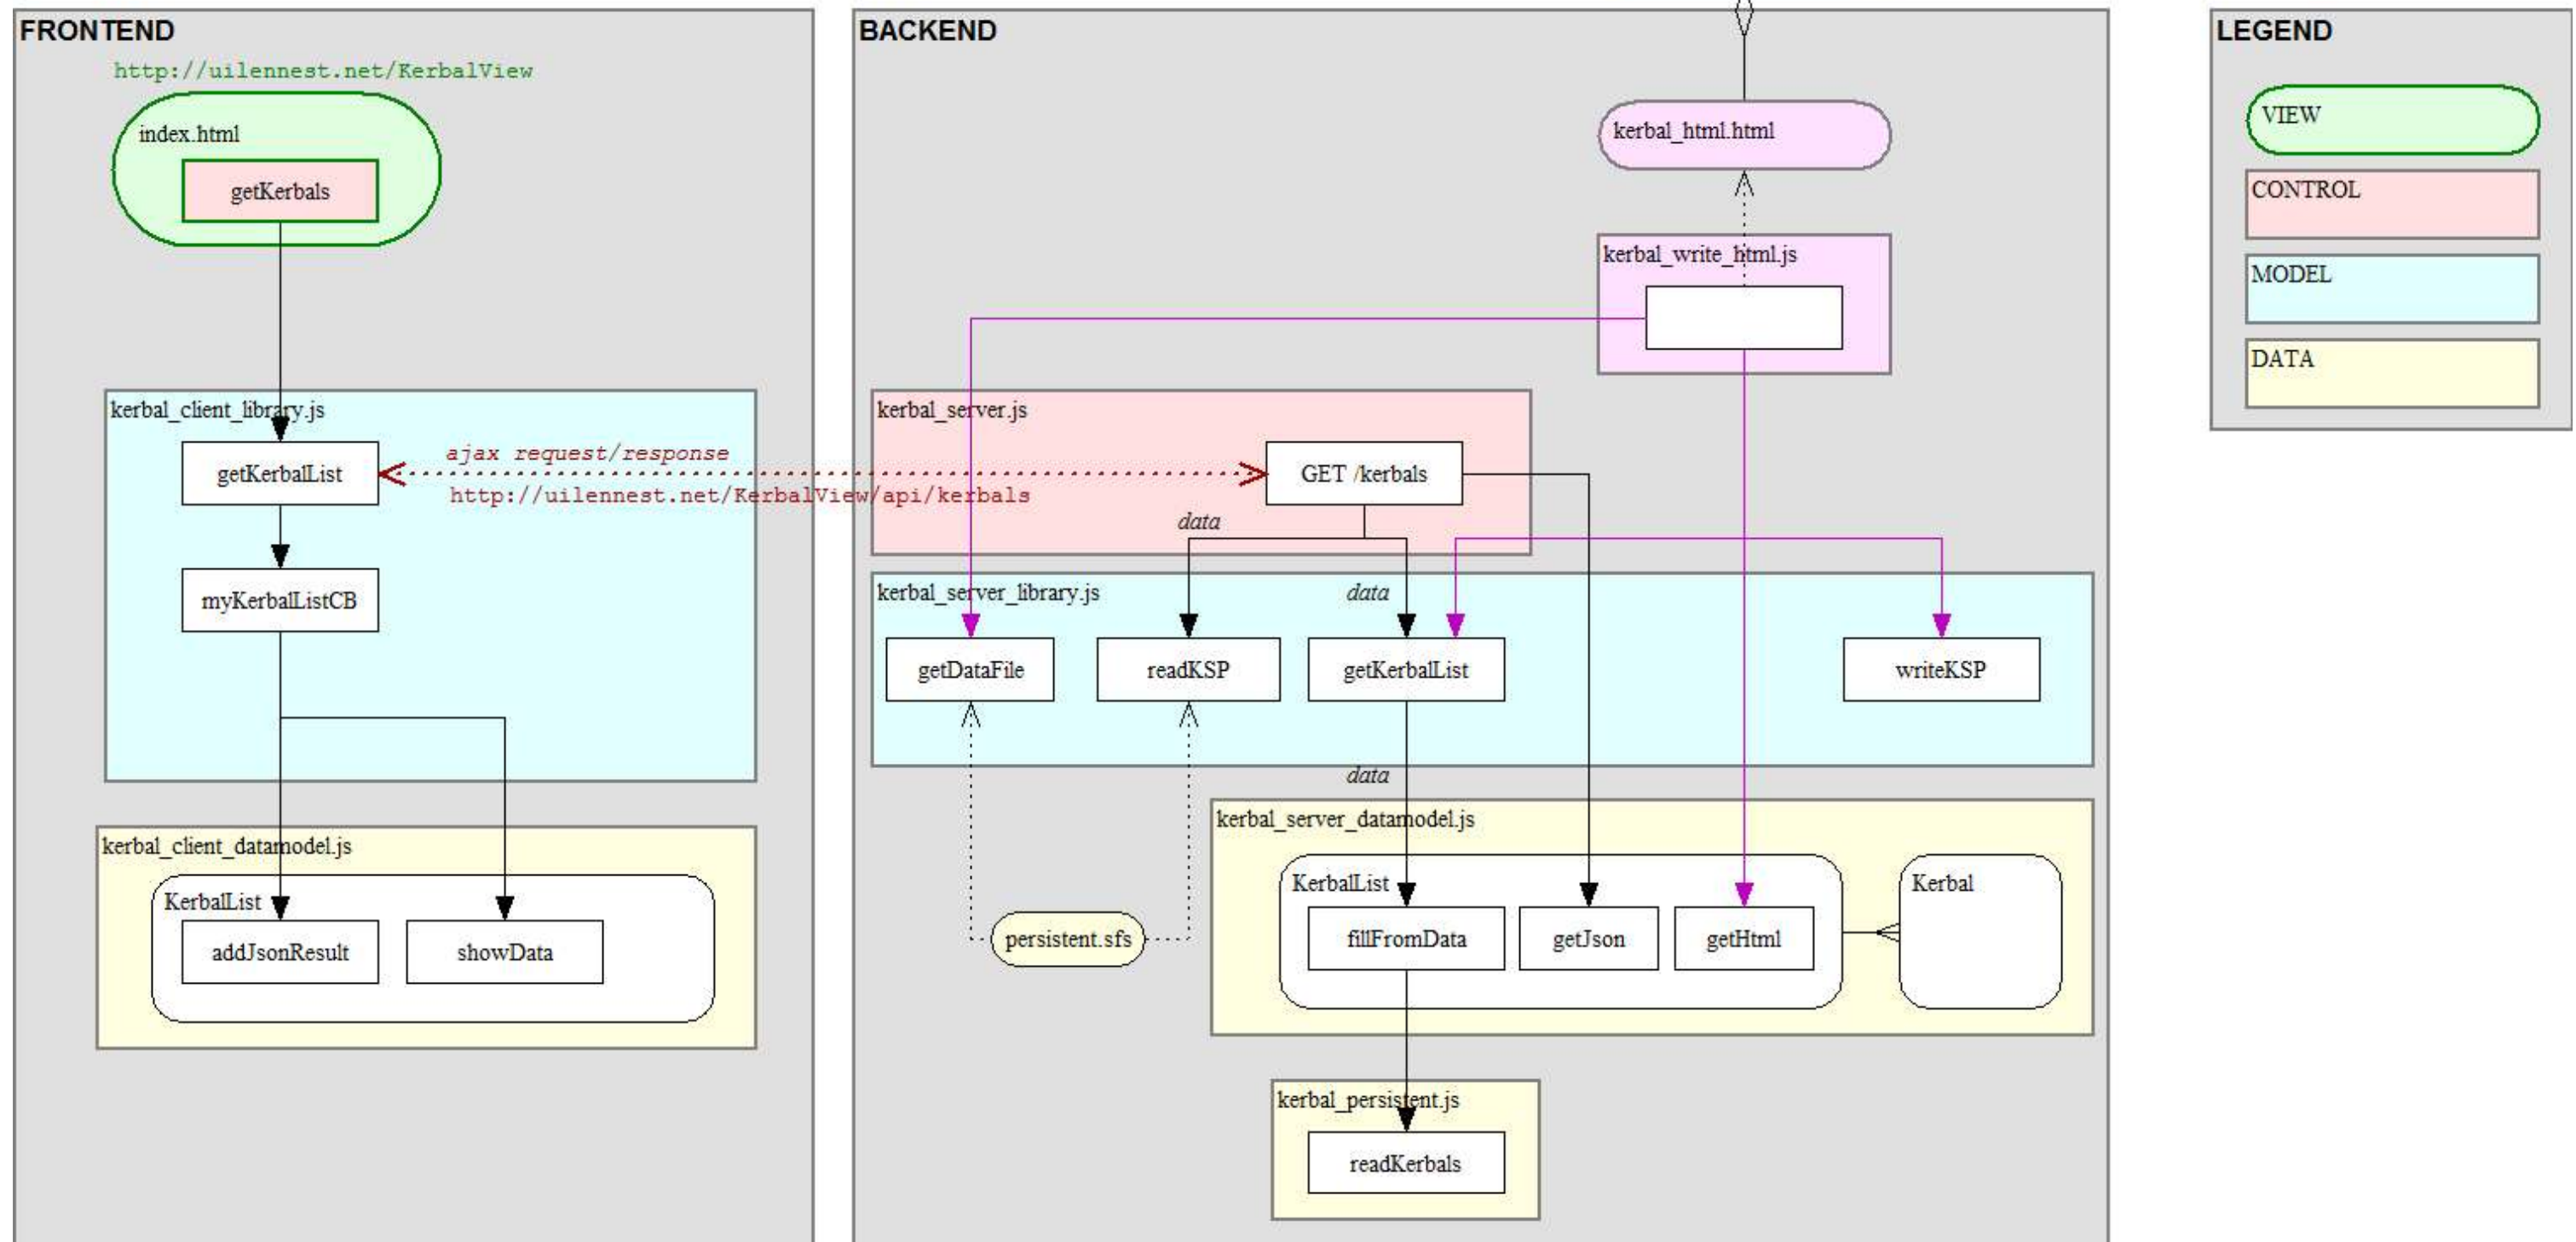 FRONTEND
http://uilennest.net/KerbalView
index.html
getKerbals
kerbal_client_library.js
getKerbalList
ajax request/response
http://uilennest.net/KerbalView/api/kerbals
myKerbalListCB
kerbal_client_datamodel.js
KerbalList
addJsonResult
showData
BACKEND
kerbal_html.html
kerbal_write_html.js
kerbal_server.js
GET /kerbals
data
kerbal_server_library.js
data
getDataFile
readKSP
getKerbalList
writeKSP
data
kerbal_server_datamodel.js
KerbalList
Kerbal
persistent.sfs
fillFromData
getJson
getHtml
kerbal_persistent.js
readKerbals
LEGEND
VIEW
CONTROL
MODEL
DATA